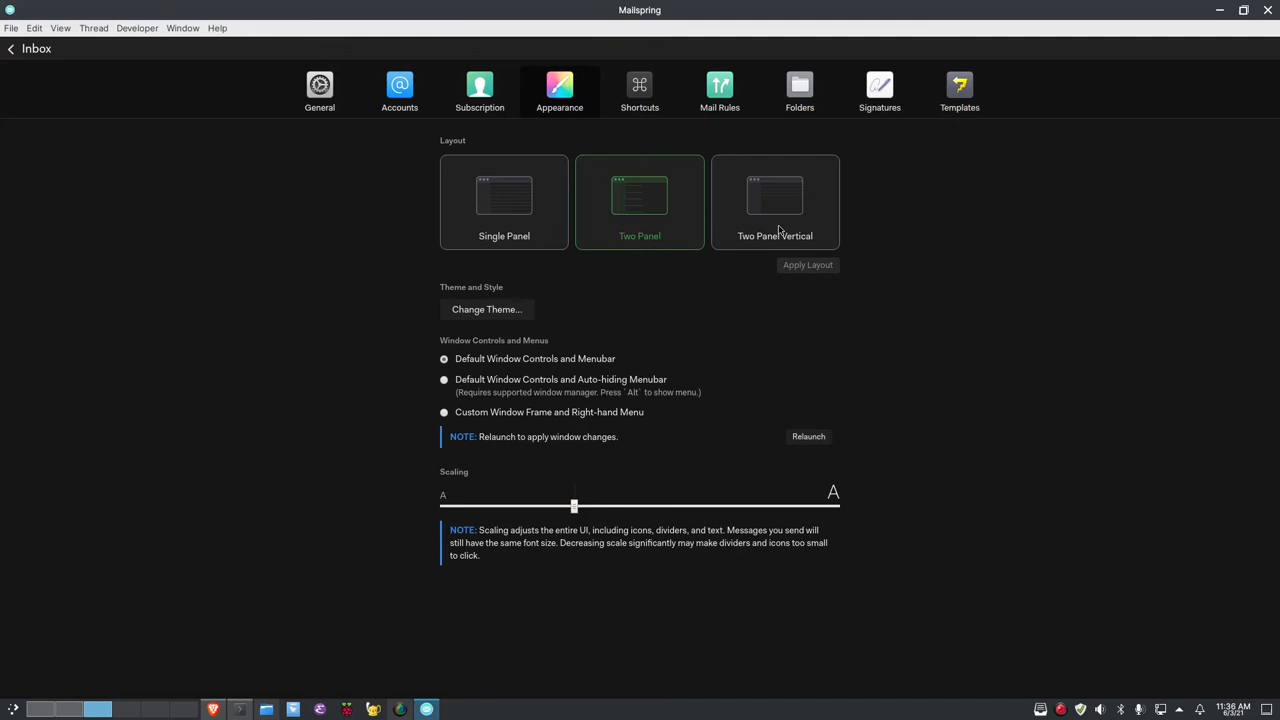 Mailspring
File Edit View Thread Developer Window Help
Inbox
General Accounts Subscription Appearance Shortcuts Mail Rules Folders Signatures Templates
Layout
Single Panel Two Panel Two Panel Vertical
Apply Layout
Theme and Style
Change Theme...
Window Controls and Menus
Default Window Controls and Menubar
Default Window Controls and Auto-hiding Menubar
(Requires supported window manager. Press `Alt` to show menu.)
Custom Window Frame and Right-hand Menu
NOTE: Relaunch to apply window changes. Relaunch
Scaling
A A
NOTE: Scaling adjusts the entire UI, including icons, dividers, and text. Messages you send will
still have the same font size. Decreasing scale significantly may make dividers and icons too small
to click.
11:36 AM
6/3/21